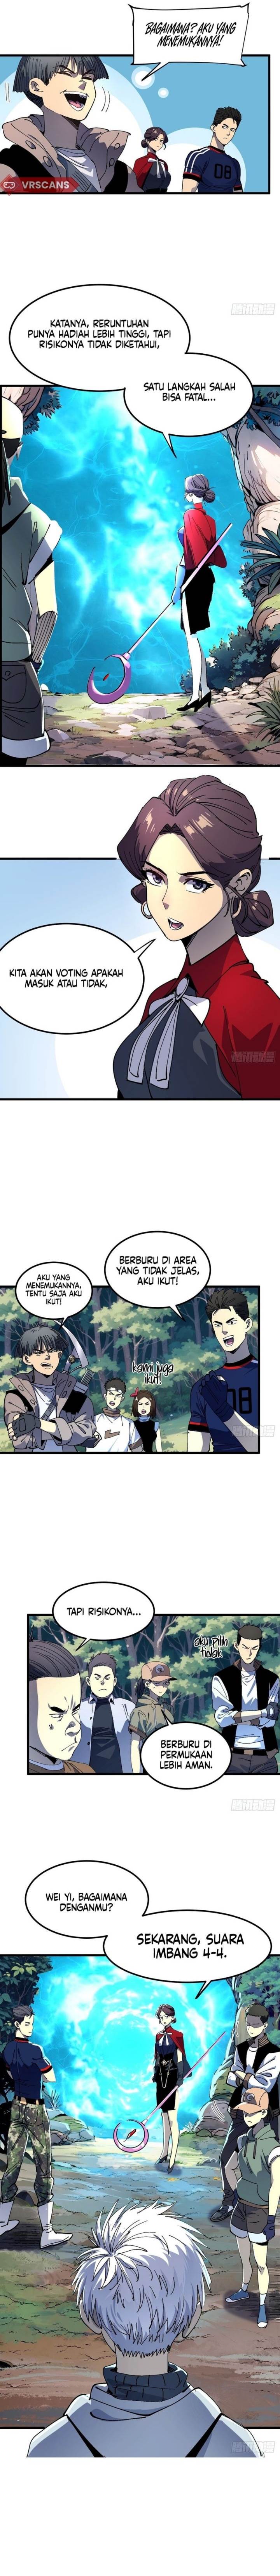 BAGAIMANA? AKU YANG
MENEMUKANNYA!
VRSCANS
KATANYA, RERUNTUHAN
PUNYA HADIAH LEBIH TINGGI, TAPI
RISIKONYA TIDAK DIKETAHUI,
SATU LANGKAH SALAH
BISA FATAL...
KITA AKAN VOTING APAKAH
MASUK ATAU TIDAK,
BERBURU DI AREA
YANG TIDAK JELAS,
AKU IKUT!
AKU YANG
MENEMUKANNYA,
TENTU SAJA AKU
IKUT!
kami juga
ikut!
08
TAPI RISIKONYA...
aku pilih
tidak
BERBURU DI
PERMUKAAN
LEBIH AMAN.
WEI YI, BAGAIMANA
DENGANMU?
SEKARANG, SUARA
IMBANG 4-4.